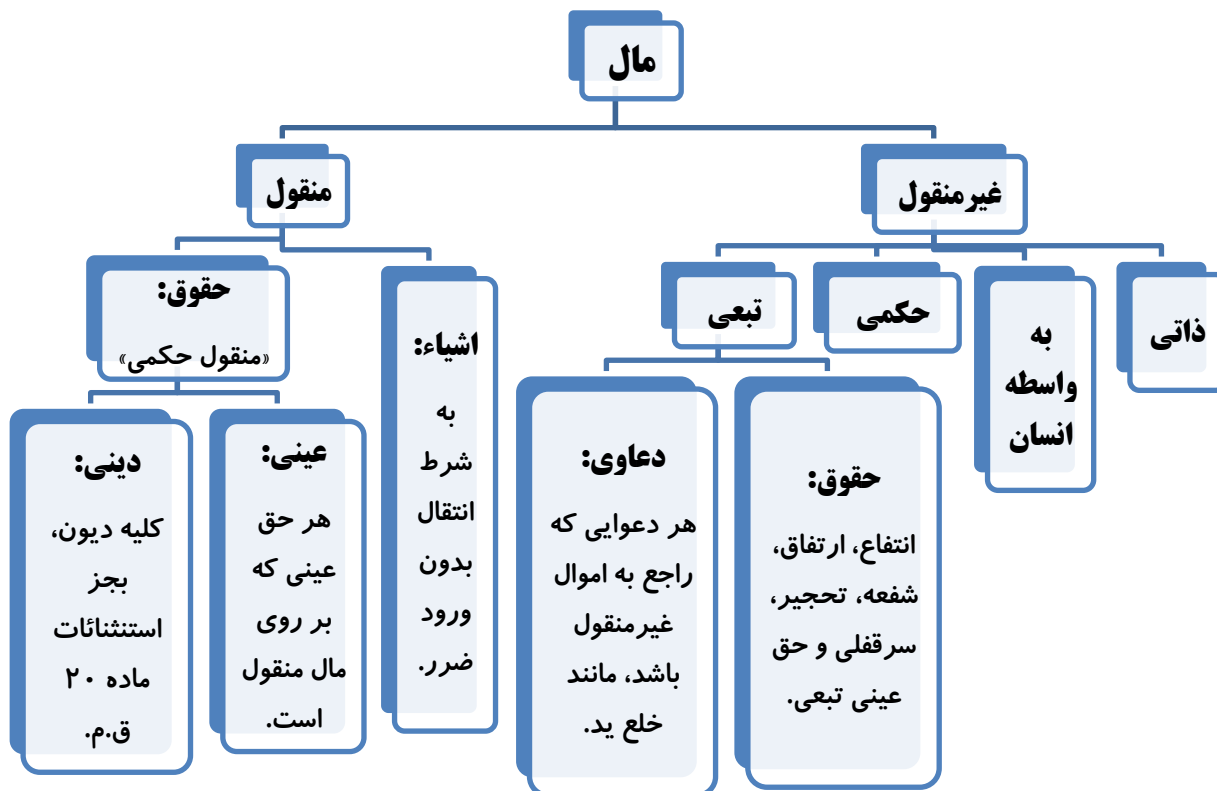 مال
غیرمنقول
منقول
ذاتی
به
واسطه
انسان
حکمی
تبعی
حقوق:
انتفاع، ارتفاق،
شفعه، تحجیر،
سرقفلی و حق
عینی تبعی.
دعاوی:
هر دعوایی که
راجع به اموال
غیرمنقول
باشد، مانند
خلع ید.
اشیاء:
به
شرط
انتقال
بدون
ورود
ضرر.
حقوق:
«منقول حکمی»
عینی:
هر حق
عینی که
بر روی
مال منقول
است.
دینی:
کلیه دیون،
بجز
استنثنائات
ماده ۲۰
ق.م.